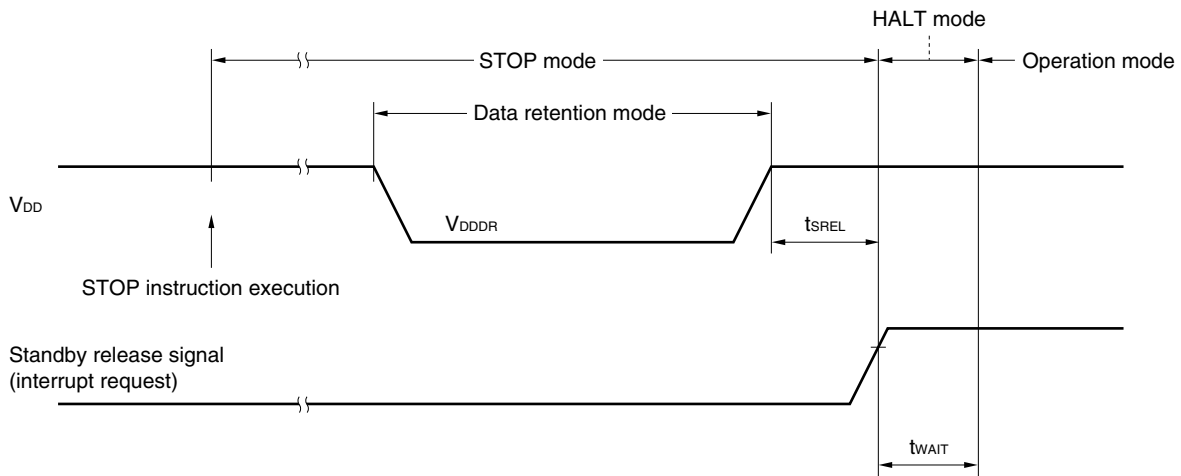 HALT mode
STOP mode
Operation mode
Data retention mode
VDD
VDDDR
tSREL
STOP instruction execution
Standby release signal
(interrupt request)
tWAIT